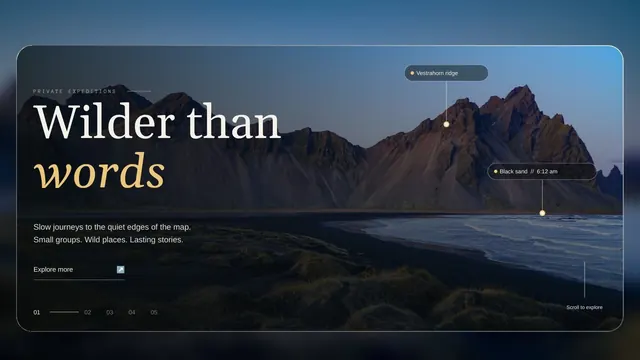 PRIVATE EXPEDITIONS
Wilder than
words
Slow journeys to the quiet edges of the map.
Small groups. Wild places. Lasting stories.
Explore more
01 02 03 04 05
Vestrahorn ridge
Black sand // 6:12 am
Scroll to explore